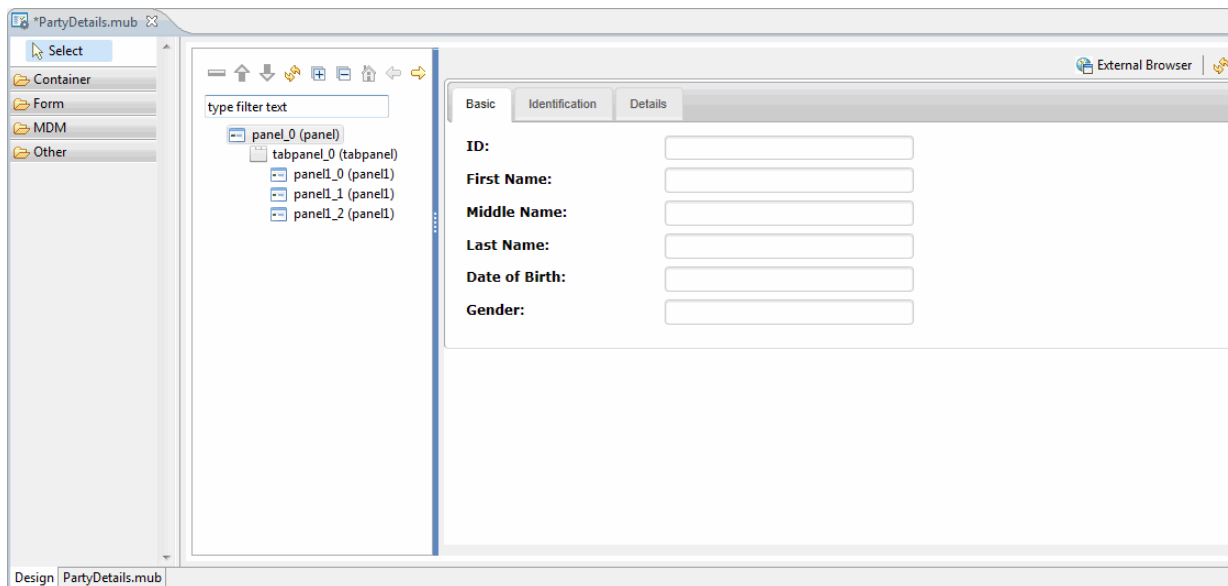 *PartyDetails.mub
Select
Container
Form
MDM
Other
type filter text
panel_0 (panel)
tabpanel_0 (tabpanel)
panel1_0 (panel1)
panel1_1 (panel1)
panel1_2 (panel1)
External Browser
Basic Identification Details
ID:
First Name:
Middle Name:
Last Name:
Date of Birth:
Gender:
Design PartyDetails.mub